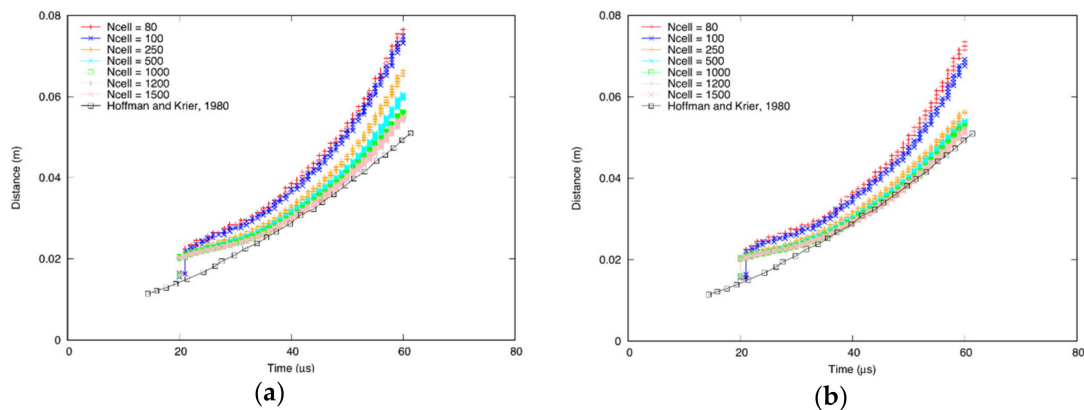 0.08
Ncell = 80
Ncell = 100
Ncell = 250
Ncell = 500
Ncell = 1000
Ncell = 1200
Ncell = 1500
Hoffman and Krier, 1980
0.06
0.04
0.02
0
Distance (m)
0 20 40 60 80
Time (μs)
(a)
0.08
Ncell = 80
Ncell = 100
Ncell = 250
Ncell = 500
Ncell = 1000
Ncell = 1200
Ncell = 1500
Hoffman and Krier, 1980
0.06
0.04
0.02
0
Distance (m)
0 20 40 60 80
Time (μs)
(b)